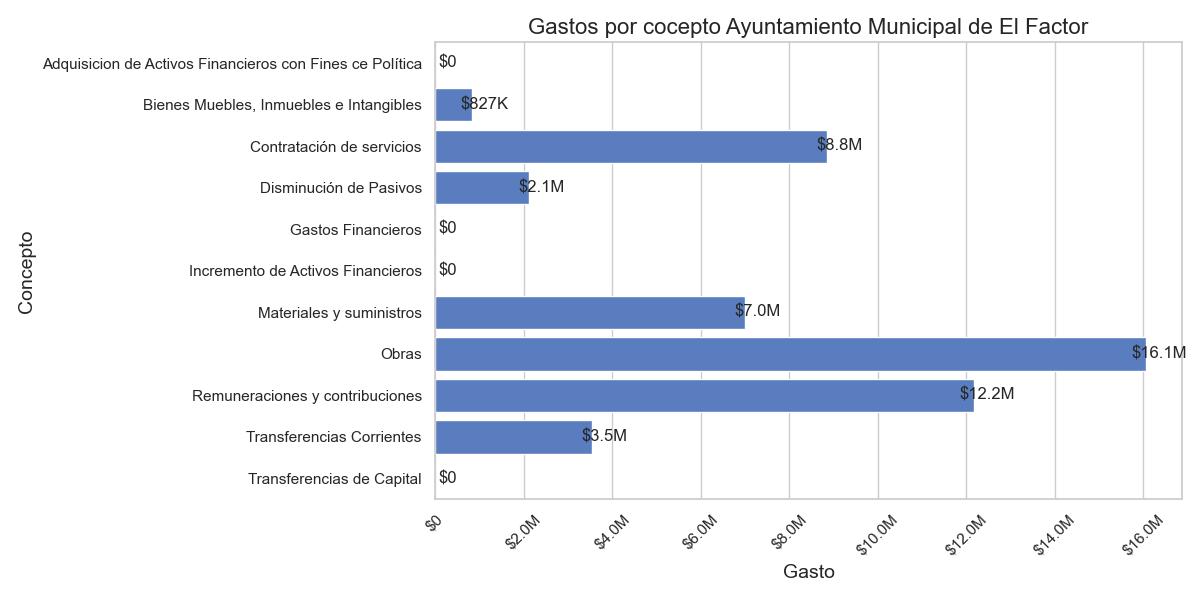 Gastos por cocepto Ayuntamiento Municipal de El Factor
Adquisicion de Activos Financieros con Fines ce Política $0
Bienes Muebles, Inmuebles e Intangibles $827K
Contratación de servicios $8.8M
Disminución de Pasivos $2.1M
Gastos Financieros $0
Incremento de Activos Financieros $0
Materiales y suministros $7.0M
Obras $16.1M
Remuneraciones y contribuciones $12.2M
Transferencias Corrientes $3.5M
Transferencias de Capital $0
Concepto
$0 $2.0M $4.0M $6.0M $8.0M $10.0M $12.0M $14.0M $16.0M
Gasto